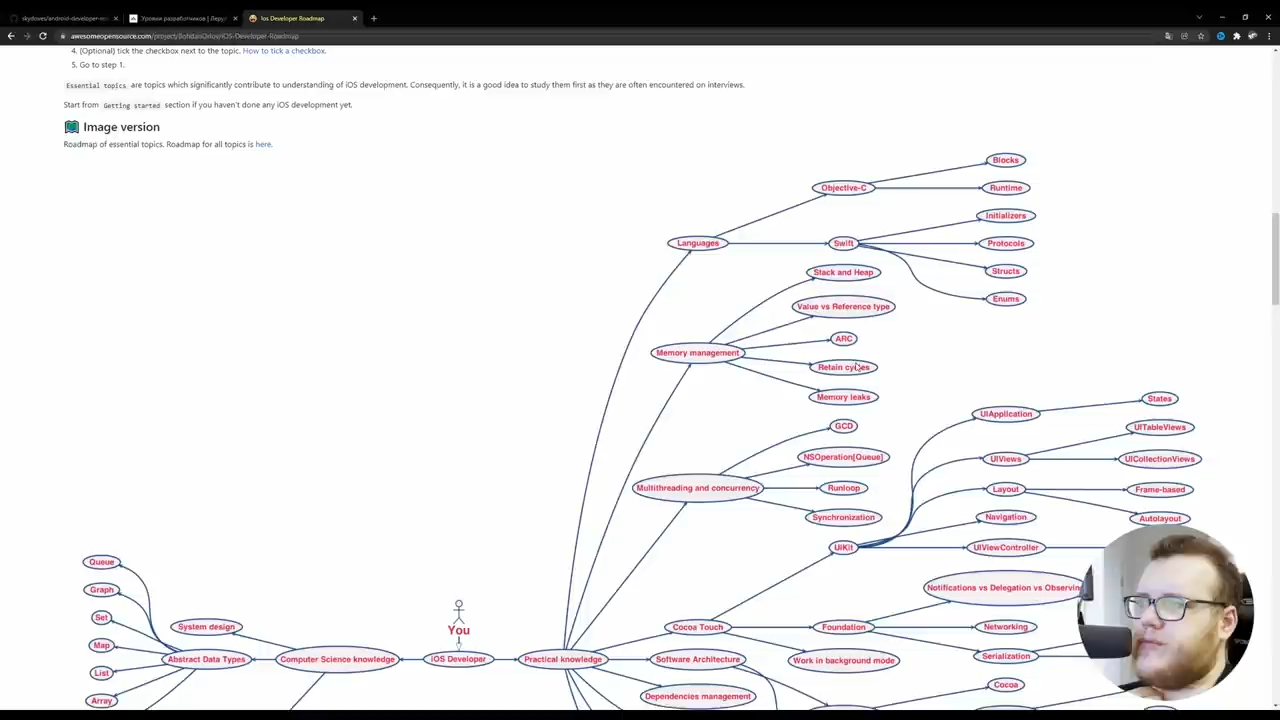 skydoves/android-developer-ro
Уровни разработчиков | Леру
Ios Developer Roadmap
awesomeopensource.com/project/BohdanOrlov/iOS-Developer-Roadmap
4. (Optional) tick the checkbox next to the topic. How to tick a checkbox.
5. Go to step 1.
Essential topics are topics which significantly contribute to understanding of iOS development. Consequently, it is a good idea to study them first as they are often encountered on interviews.
Start from Getting started section if you haven't done any iOS development yet.
Image version
Roadmap of essential topics. Roadmap for all topics is here.
Blocks
Objective-C
Runtime
Initializers
Languages
Swift
Protocols
Stack and Heap
Structs
Value vs Reference type
Enums
ARC
Memory management
Retain cycles
Memory leaks
States
UIApplication
GCD
UITableViews
NSOperation[Queue]
UIViews
UICollectionViews
Multithreading and concurrency
Runloop
Layout
Frame-based
Synchronization
Navigation
Autolayout
UIKit
UIViewController
Queue
Graph
Notifications vs Delegation vs Observin
Set
System design
You
Cocoa Touch
Foundation
Networking
Map
Abstract Data Types
Computer Science knowledge
iOS Developer
Practical knowledge
Software Architecture
Work in background mode
Serialization
List
Array
Dependencies management
Cocoa